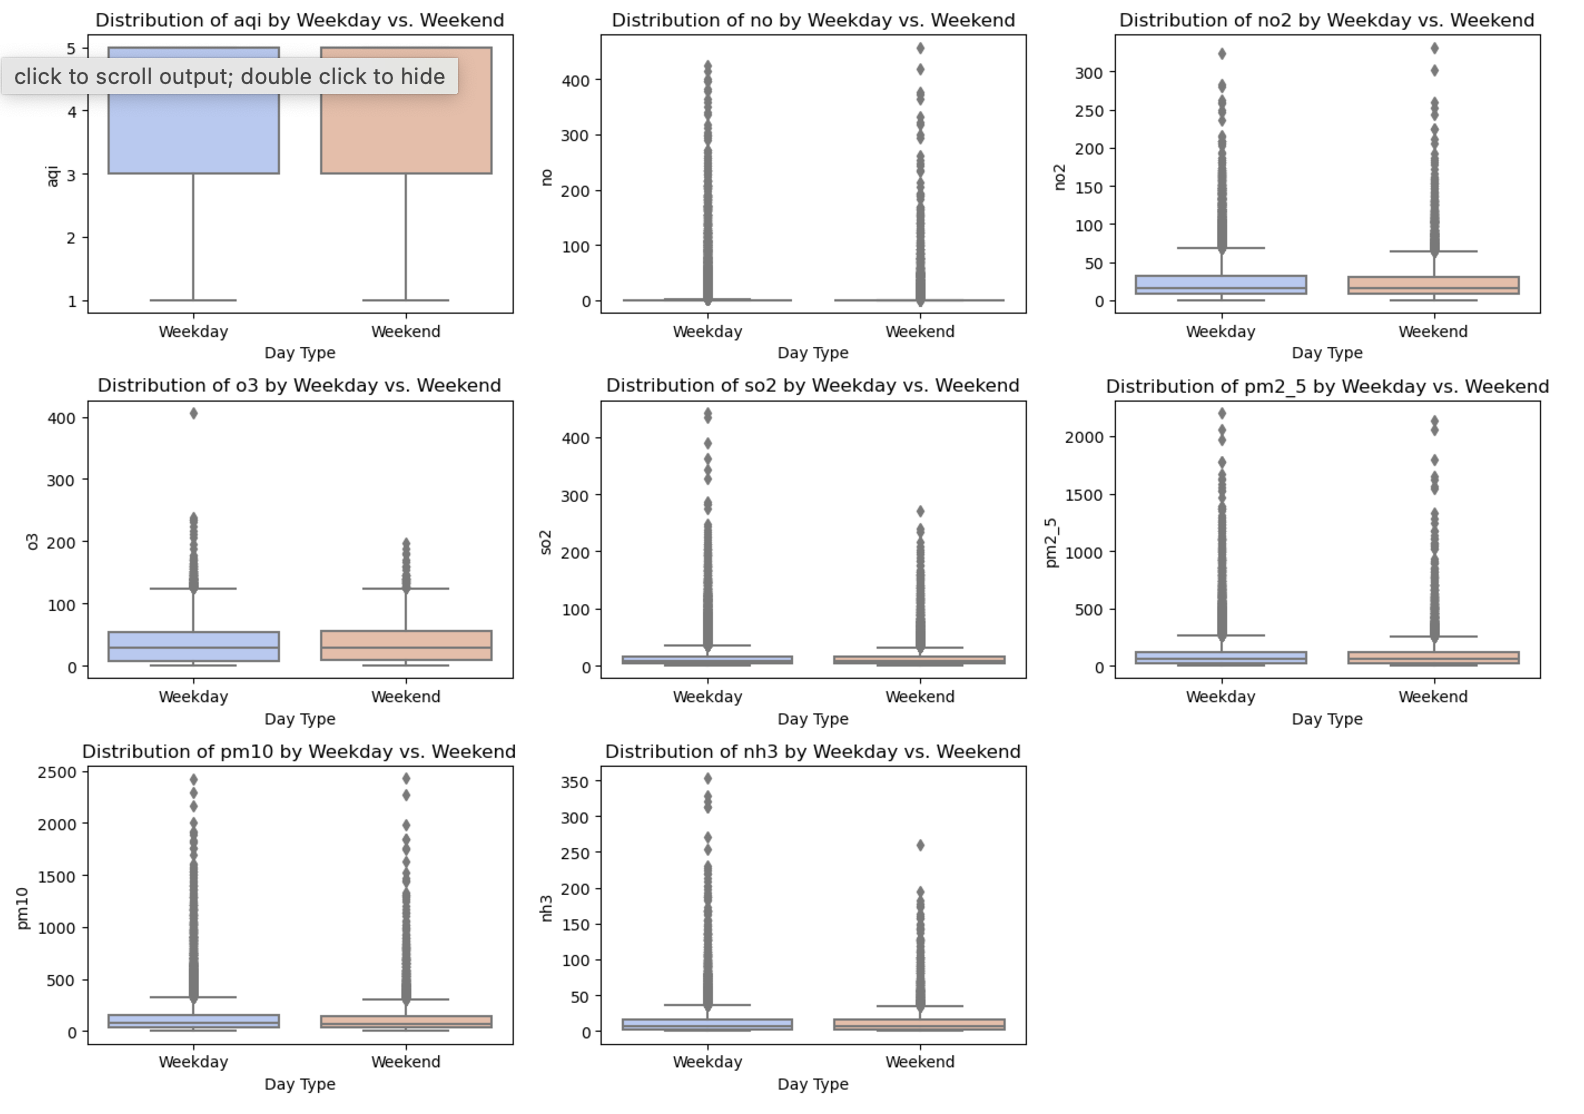 Distribution of aqi by Weekday vs. Weekend
5
click to scroll output; double click to hide
4
3
2
1
aqi
Weekday
Weekend
Day Type
Distribution of no by Weekday vs. Weekend
400
300
200
100
0
no
Weekday
Weekend
Day Type
Distribution of no2 by Weekday vs. Weekend
300
250
200
150
100
50
0
no2
Weekday
Weekend
Day Type
Distribution of o3 by Weekday vs. Weekend
400
300
200
100
0
o3
Weekday
Weekend
Day Type
Distribution of so2 by Weekday vs. Weekend
400
300
200
100
0
so2
Weekday
Weekend
Day Type
Distribution of pm2_5 by Weekday vs. Weekend
2000
1500
1000
500
0
pm2_5
Weekday
Weekend
Day Type
Distribution of pm10 by Weekday vs. Weekend
2500
2000
1500
1000
500
0
pm10
Weekday
Weekend
Day Type
Distribution of nh3 by Weekday vs. Weekend
350
300
250
200
150
100
50
0
nh3
Weekday
Weekend
Day Type